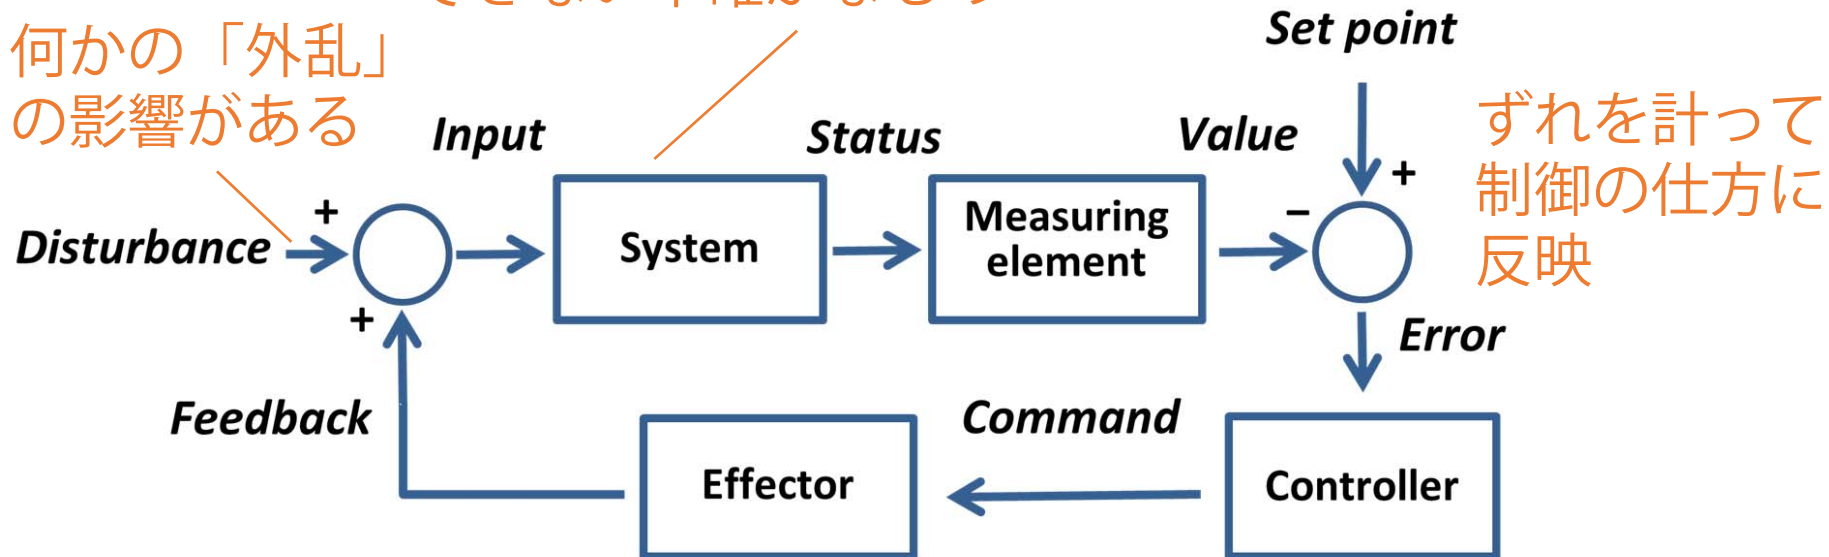 何かの「外乱」
の影響がある
Set point
Input
Status
Value
+
ずれを計って
制御の仕方に
反映
Disturbance
+
System
Measuring
element
−
+
Error
Feedback
Effector
Command
Controller